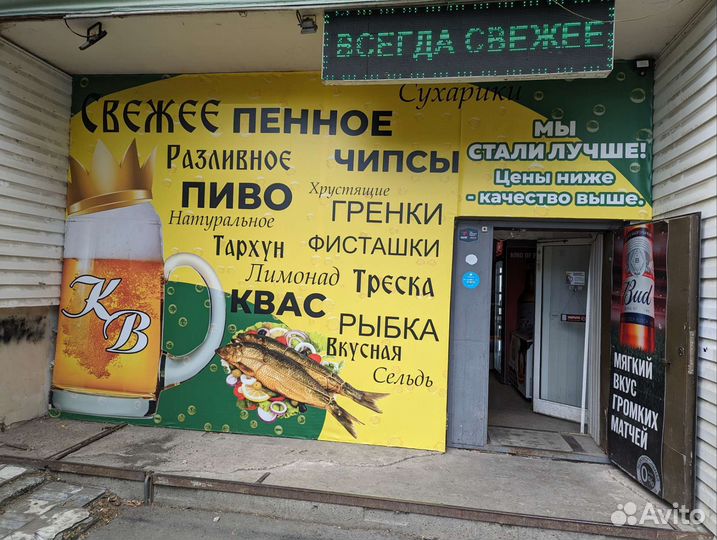 ВСЕГДА СВЕЖЕЕ
Сухарики
СВЕЖЕЕ ПЕННОЕ
РАЗЛИВНОЕ ЧИПСЫ
ПИВО Хрустящие
Натуральное ГРЕНКИ
Тархун ФИСТАШКИ
Лимонад Треска
КВАС РЫБКА
Вкусная
Сельдь
КВ
МЫ
СТАЛИ ЛУЧШЕ!
Цены ниже
- качество выше.
Bud
МЯГКИЙ
ВКУС
ГРОМКИХ
МАТЧЕЙ
0%
Avito